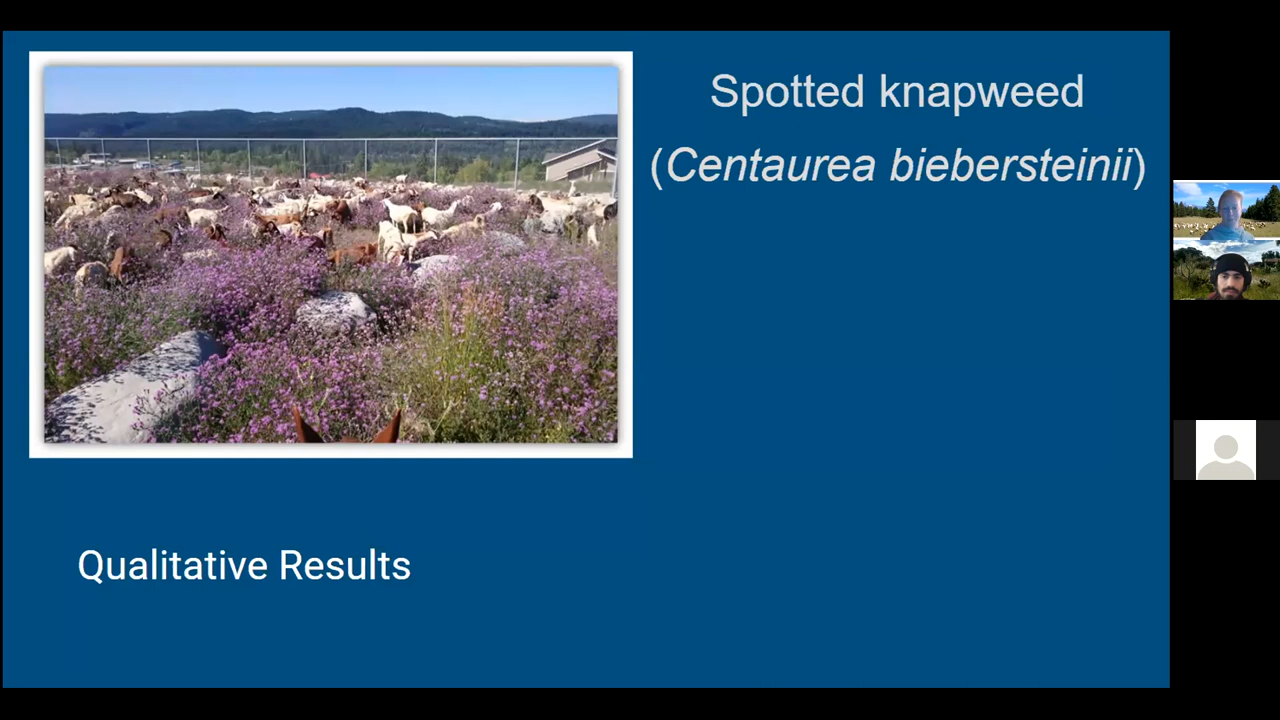 Spotted knapweed
(Centaurea biebersteinii)
Qualitative Results